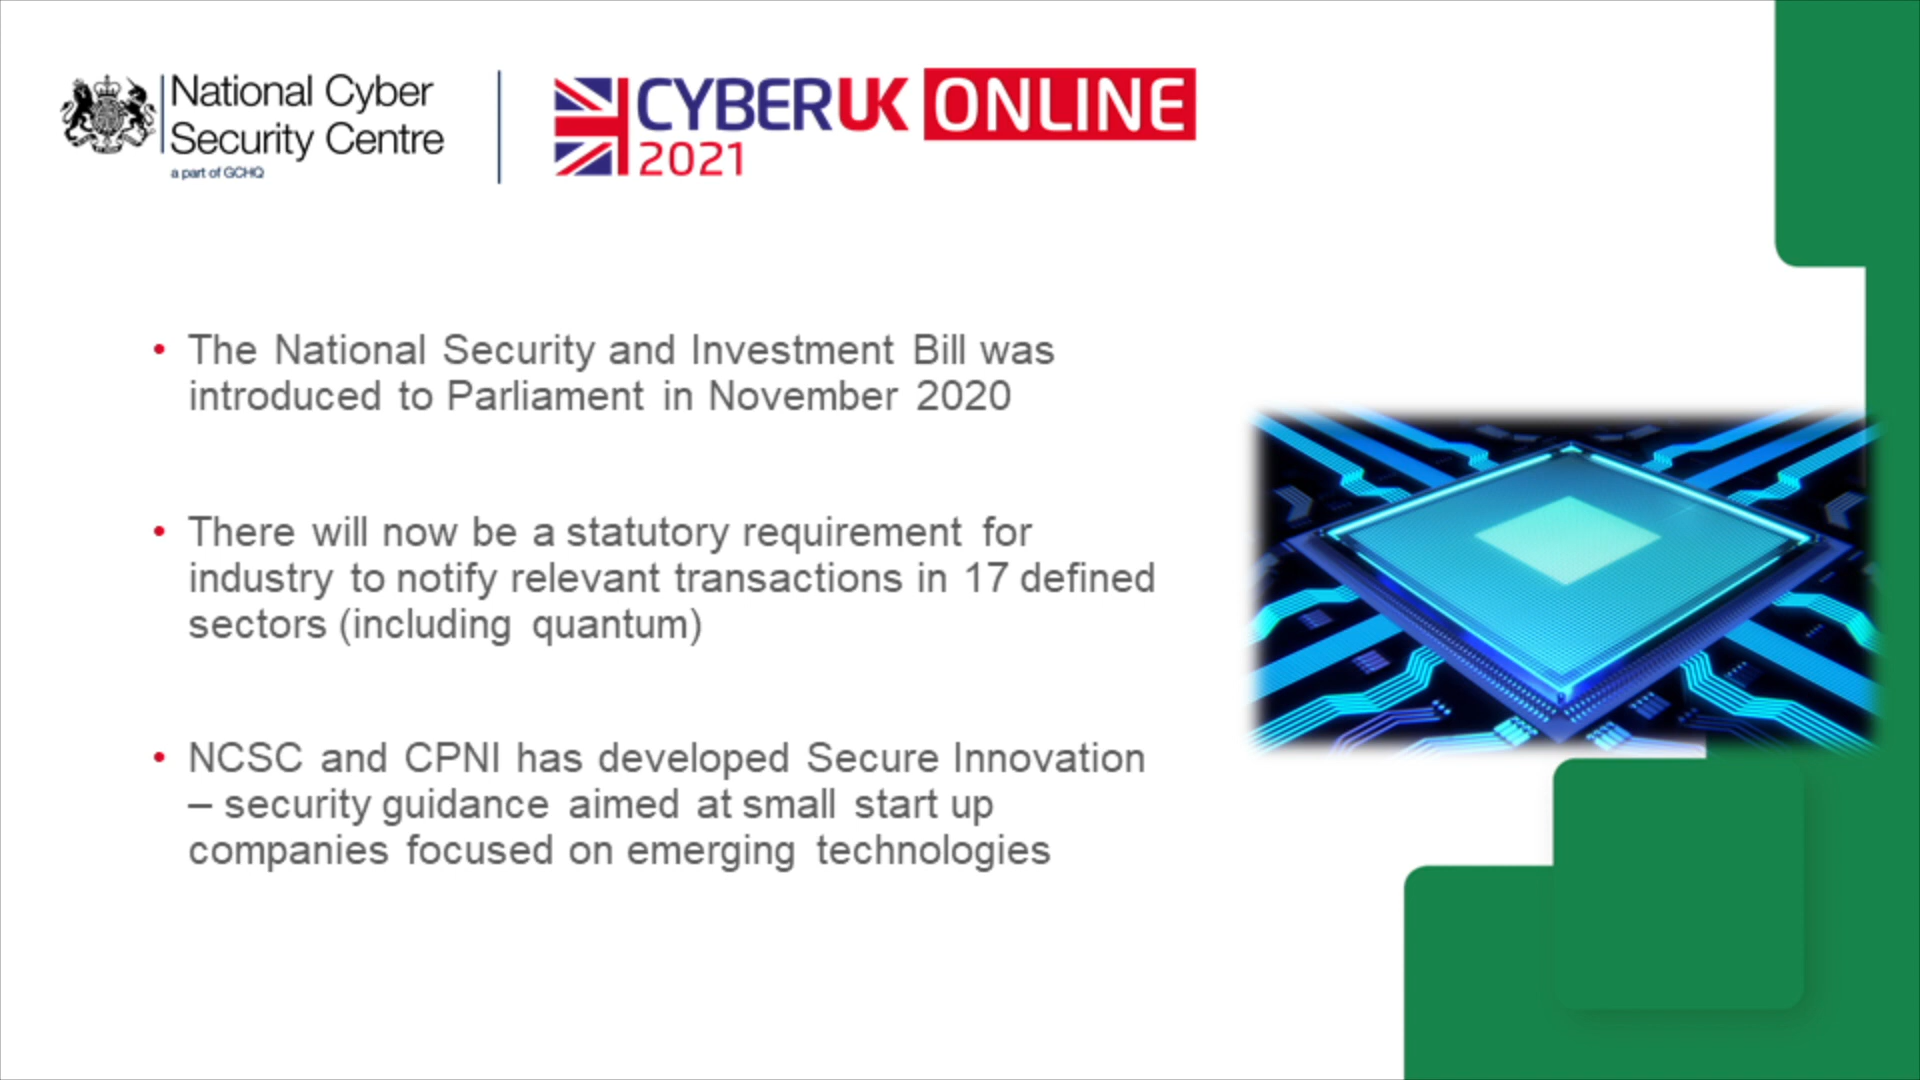 National Cyber
Security Centre
a part of GCHQ
CYBERUK ONLINE
2021
• The National Security and Investment Bill was
introduced to Parliament in November 2020
• There will now be a statutory requirement for
industry to notify relevant transactions in 17 defined
sectors (including quantum)
• NCSC and CPNI has developed Secure Innovation
– security guidance aimed at small start up
companies focused on emerging technologies